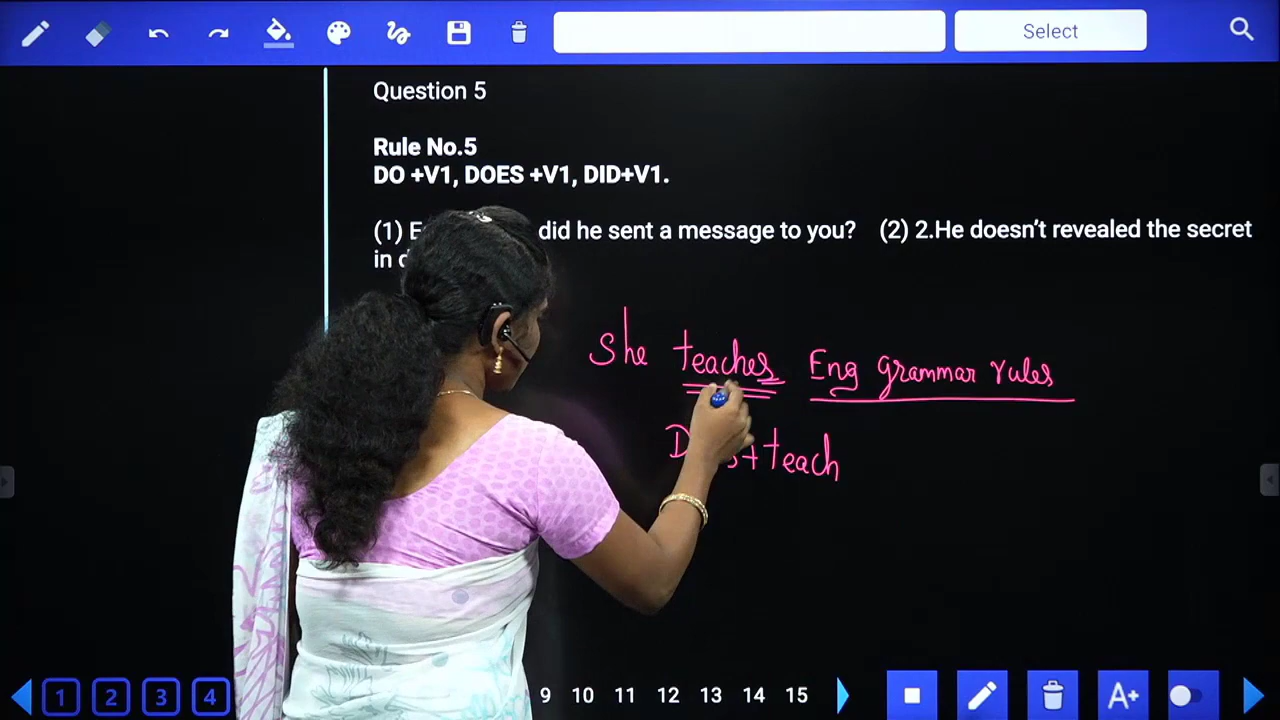 Select
Question 5
Rule No.5
DO +V1, DOES +V1, DID+V1.
(1) did he sent a message to you? (2) 2.He doesn't revealed the secret
in
She teaches Eng grammar rules
+ teach
1 2 3 4 9 10 11 12 13 14 15 A+